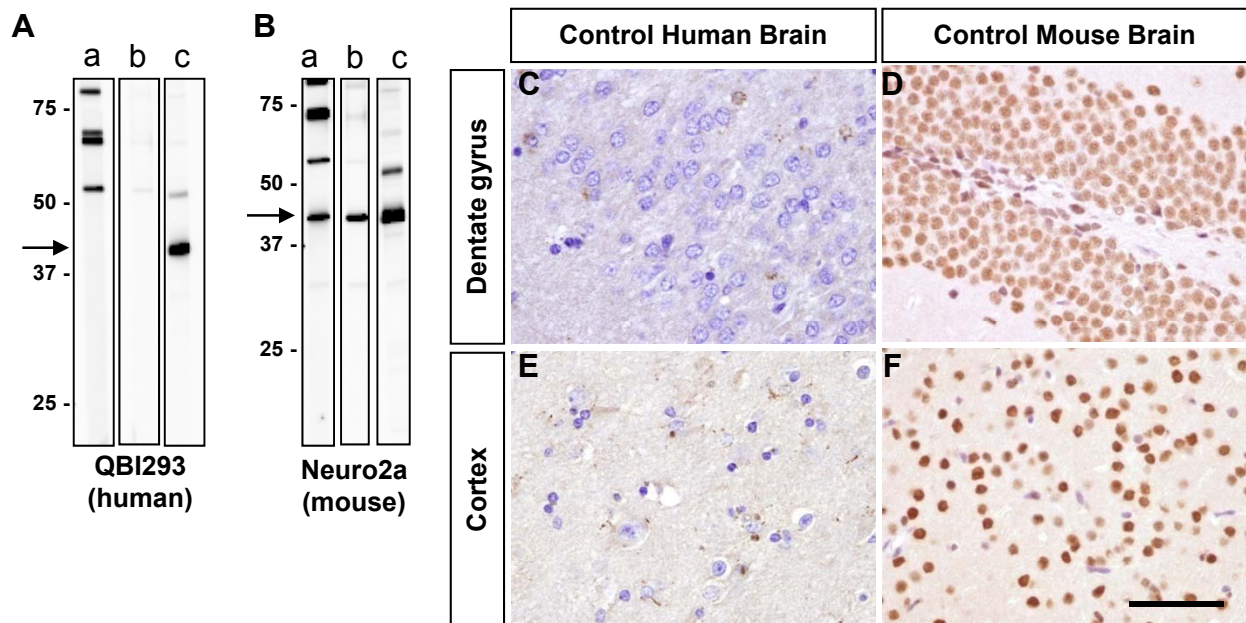 A
a b c
75 -
50 -
37 -
25 -
QBI293
(human)
B
a b c
75 -
50 -
37 -
25 -
Neuro2a
(mouse)
Control Human Brain
Control Mouse Brain
Dentate gyrus
C
D
Cortex
E
F